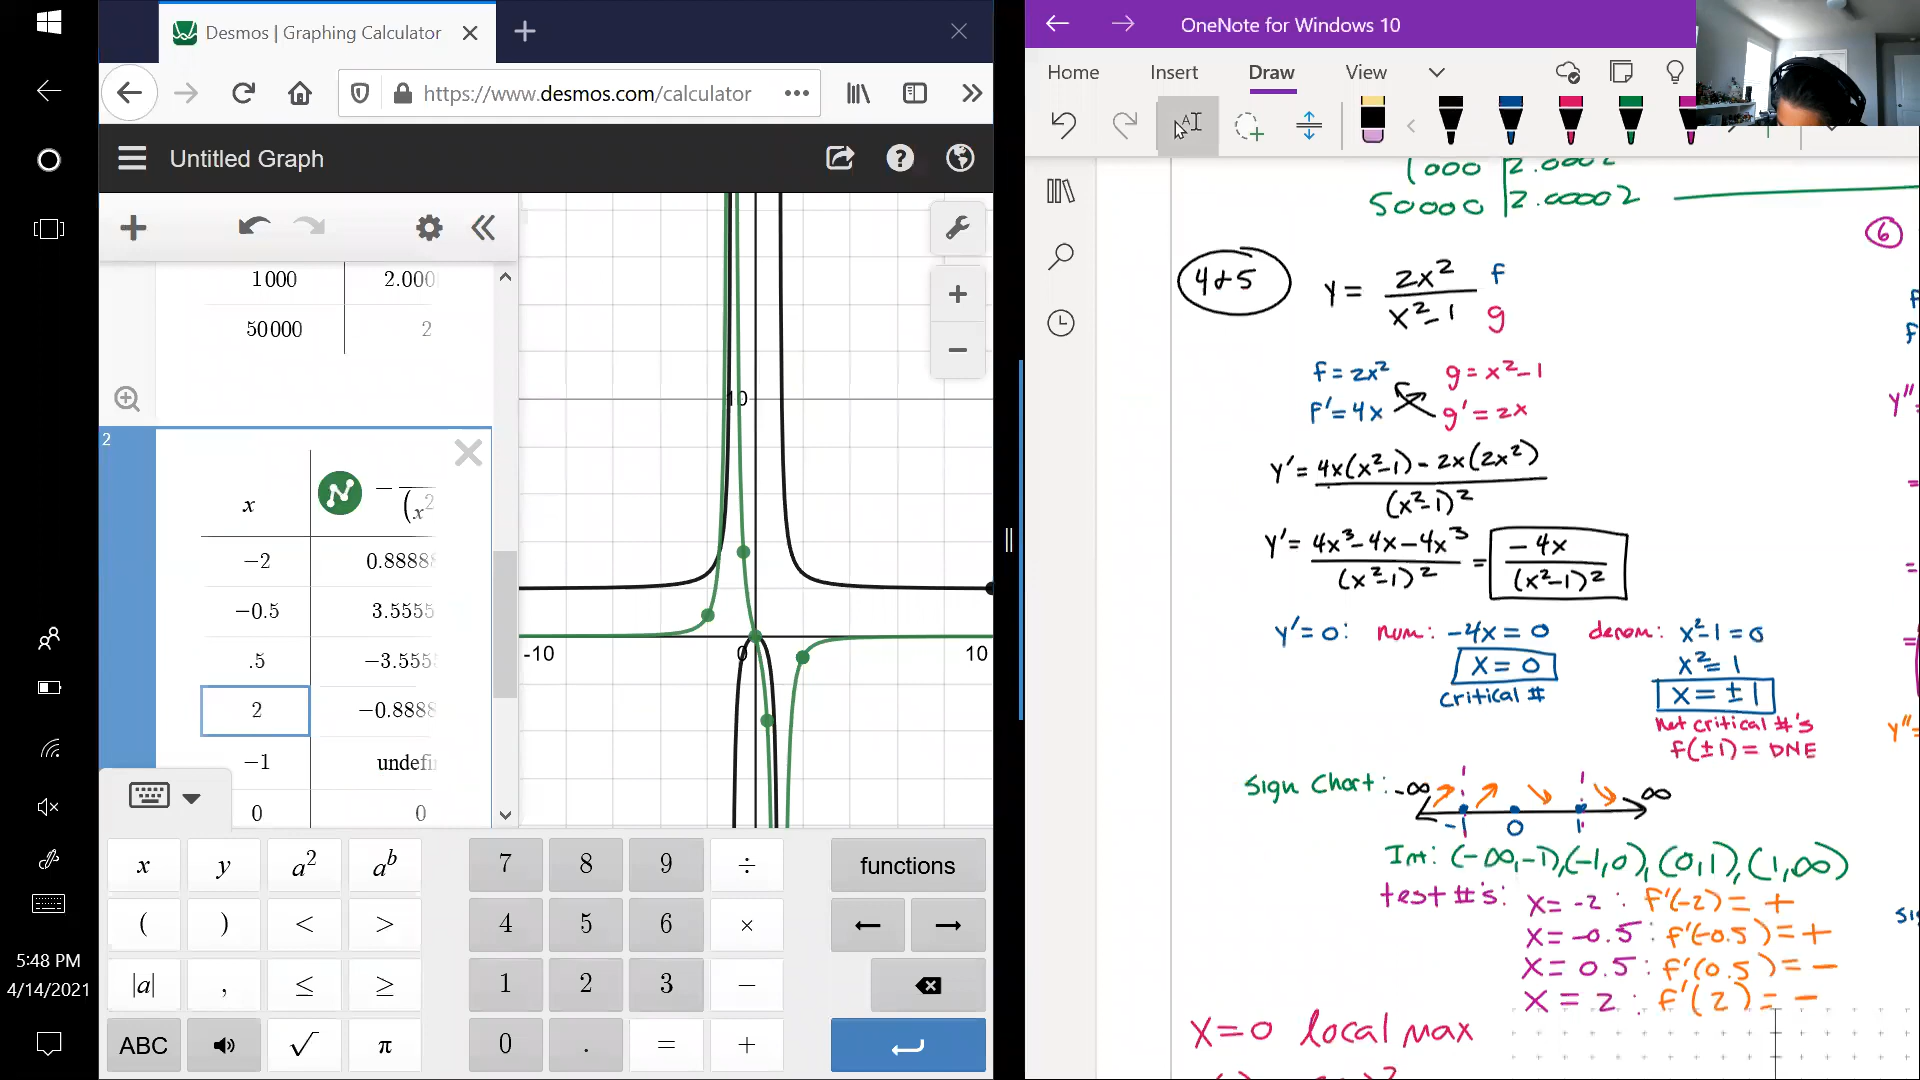 Desmos | Graphing Calculator
https://www.desmos.com/calculator
Untitled Graph
1000 2.000
50000 2
2
x − (x²
−2 0.8888
−0.5 3.5555
.5 −3.5555
2 −0.8888
−1 undefi
0 0
10
-10 0 10
x y a² aᵇ 7 8 9 ÷ functions
( ) < > 4 5 6 × ← →
|a| , ≤ ≥ 1 2 3 −
ABC √ π 0 . = +
5:48 PM
4/14/2021
OneNote for Windows 10
Home Insert Draw View
1000 2.0002
50000 2.00002
6
4+5 y = 2x² / x²-1 f g
f = 2x² g = x²-1
f' = 4x g' = 2x
y' = 4x(x²-1) - 2x(2x²) / (x²-1)²
y' = 4x³-4x-4x³ / (x²-1)² = -4x / (x²-1)²
y'=0: num: -4x = 0 denom: x²-1 = 0
x = 0 x² = 1
critical # x = ±1
Not critical #'s
f(±1) = DNE
y"
y"=
Sign Chart: -∞ ∞
-1 0 1
Int: (-∞,-1),(-1,0),(0,1),(1,∞)
test #'s: x = -2 : f'(-2) = +
x = -0.5 : f'(-0.5) = +
x = 0.5 : f'(0.5) = -
x = 2 : f'(2) = -
x=0 local max